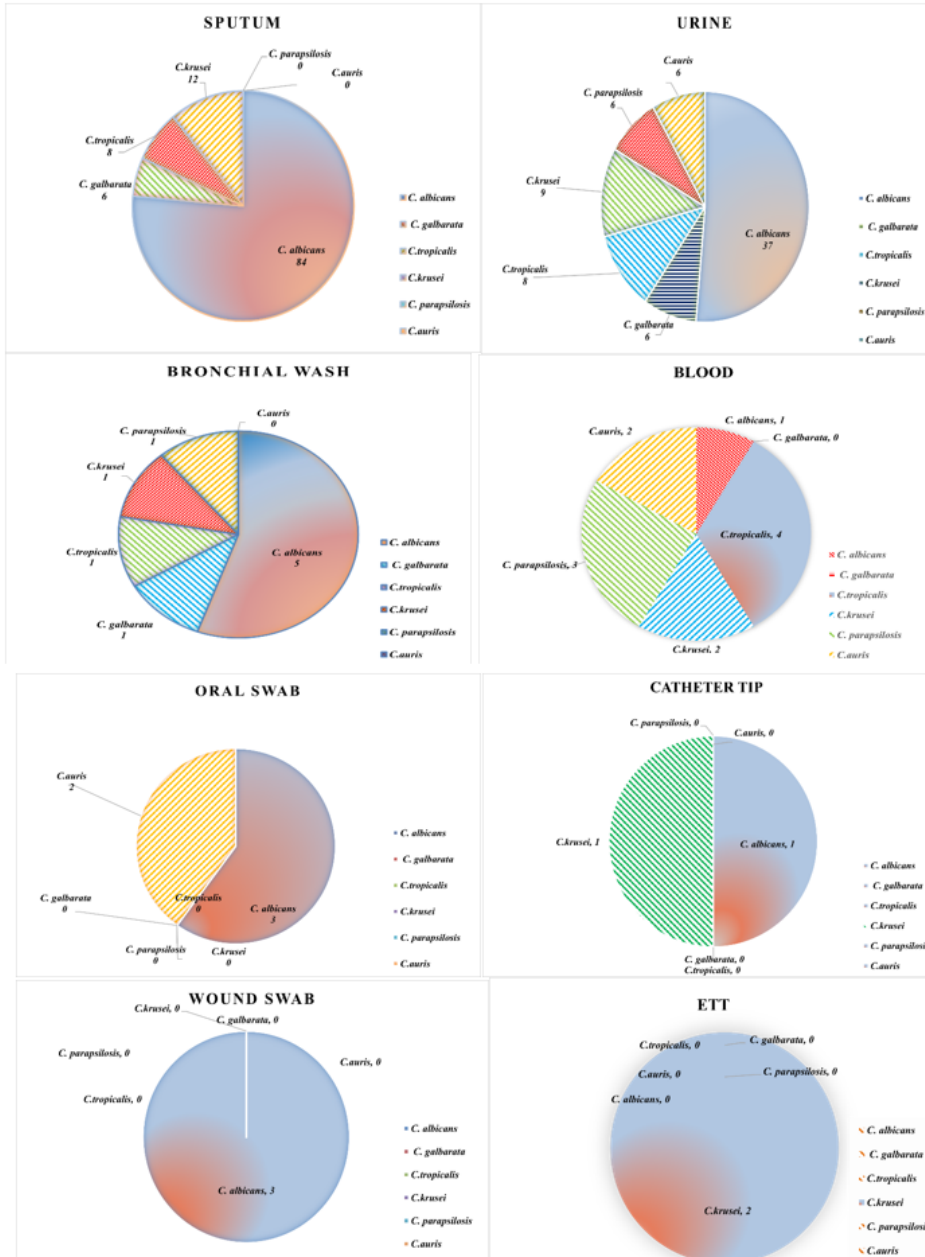 SPUTUM
C. parapsilosis
0
C.krusei
12
C.auris
0
C.tropicalis
8
C. galbarata
6
C. albicans
84
C. albicans
C. galbarata
C.tropicalis
C.krusei
C. parapsilosis
C.auris
URINE
C.auris
6
C. parapsilosis
6
C.krusei
9
C. albicans
37
C.tropicalis
8
C. galbarata
6
C. albicans
C. galbarata
C.tropicalis
C.krusei
C. parapsilosis
C.auris
BRONCHIAL WASH
C.auris
0
C. parapsilosis
1
C.krusei
1
C.tropicalis
1
C. albicans
5
C. galbarata
1
C. albicans
C. galbarata
C.tropicalis
C.krusei
C. parapsilosis
C.auris
BLOOD
C. albicans, 1
C.auris, 2
C. galbarata, 0
C.tropicalis, 4
C. parapsilosis, 3
C.krusei, 2
C. albicans
C. galbarata
C.tropicalis
C.krusei
C. parapsilosis
C.auris
ORAL SWAB
C.auris
2
C. galbarata
0
C.tropicalis
0
C. albicans
3
C. parapsilosis
0
C.krusei
0
C. albicans
C. galbarata
C.tropicalis
C.krusei
C. parapsilosis
C.auris
CATHETER TIP
C. parapsilosis, 0
C.auris, 0
C.krusei, 1
C. albicans, 1
C. galbarata, 0
C.tropicalis, 0
C. albicans
C. galbarata
C.tropicalis
C.krusei
C. parapsilosis
C.auris
WOUND SWAB
C.krusei, 0
C. galbarata, 0
C. parapsilosis, 0
C.auris, 0
C.tropicalis, 0
C. albicans, 3
C. albicans
C. galbarata
C.tropicalis
C.krusei
C. parapsilosis
C.auris
ETT
C.tropicalis, 0
C. galbarata, 0
C.auris, 0
C. parapsilosis, 0
C. albicans, 0
C.krusei, 2
C. albicans
C. galbarata
C.tropicalis
C.krusei
C. parapsilosis
C.auris